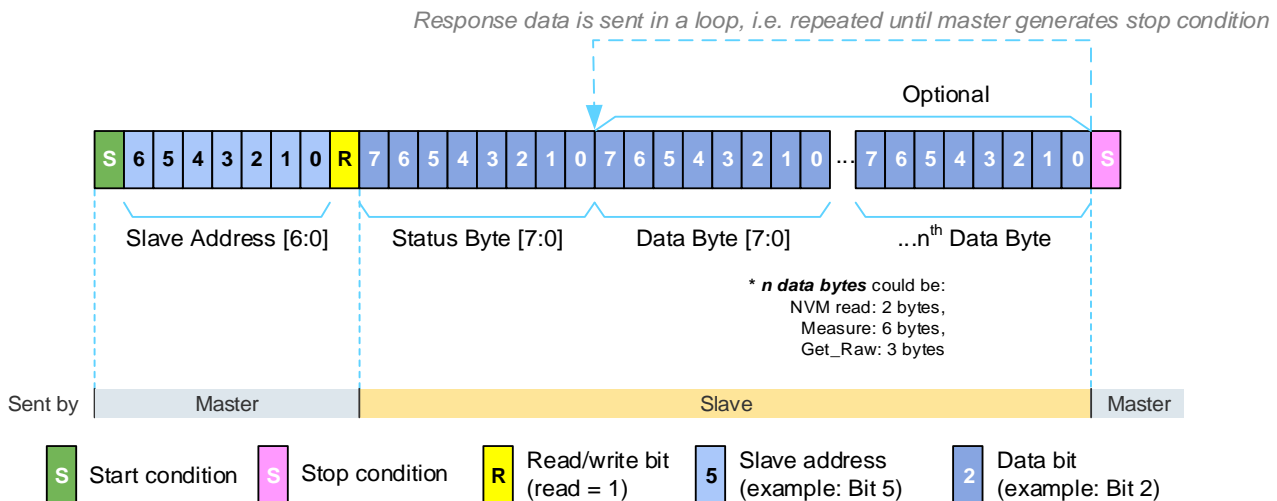 Response data is sent in a loop, i.e. repeated until master generates stop condition
Optional
S 6 5 4 3 2 1 0 R 7 6 5 4 3 2 1 0 7 6 5 4 3 2 1 0 ... 7 6 5 4 3 2 1 0 S
Slave Address [6:0] Status Byte [7:0] Data Byte [7:0] ...nth Data Byte
* n data bytes could be:
NVM read: 2 bytes,
Measure: 6 bytes,
Get_Raw: 3 bytes
Sent by Master Slave Master
S Start condition S Stop condition R Read/write bit 5 Slave address 2 Data bit
(read = 1) (example: Bit 5) (example: Bit 2)